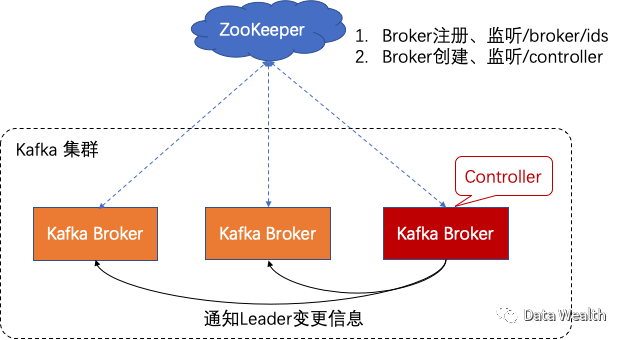 ZooKeeper
1. Broker注册、监听/broker/ids
2. Broker创建、监听/controller
Kafka 集群
Controller
Kafka Broker
Kafka Broker
Kafka Broker
通知Leader变更信息
Data Wealth